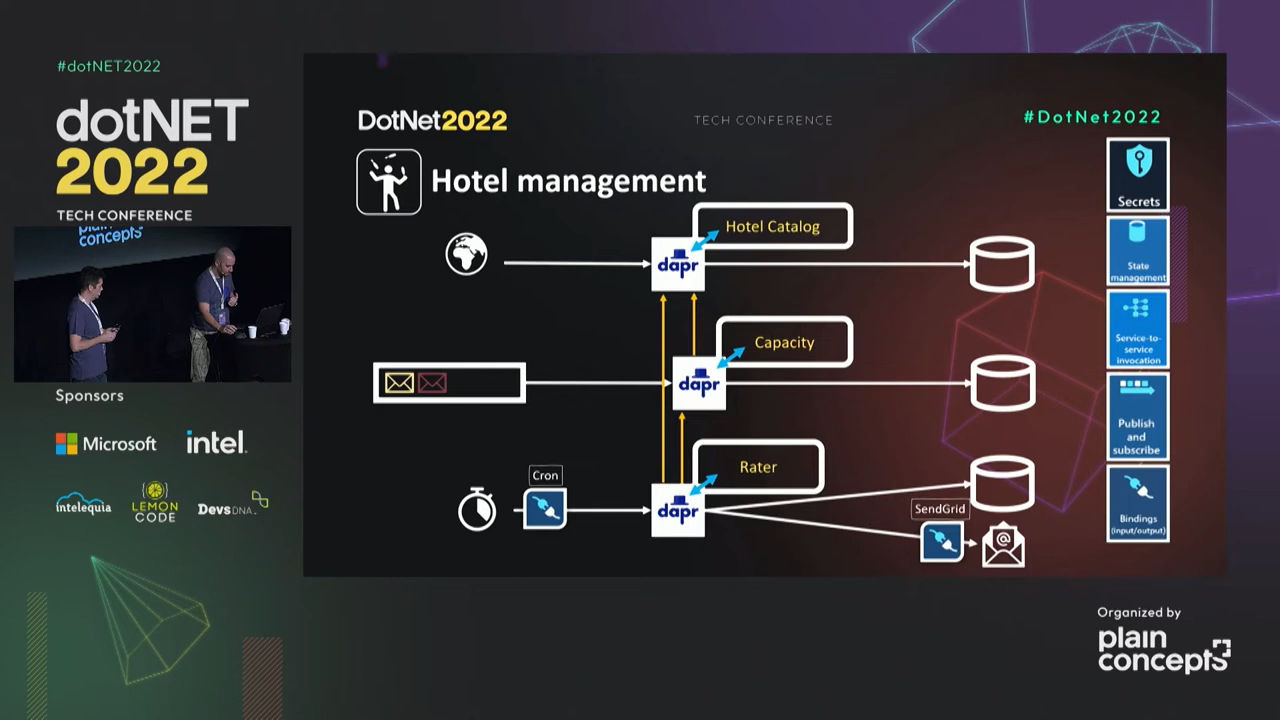 #dotNET2022
dotNET
2022
TECH CONFERENCE
plain
concepts
Sponsors
Microsoft
intel.
intelequia
LEMON
CODE
DevsDNA
DotNet2022
TECH CONFERENCE
#DotNet2022
Hotel management
Hotel Catalog
dapr
Capacity
dapr
Rater
Cron
dapr
SendGrid
Secrets
State
management
Service-to-
service
invocation
Publish
and
subscribe
Bindings
(input/output)
Organized by
plain
concepts